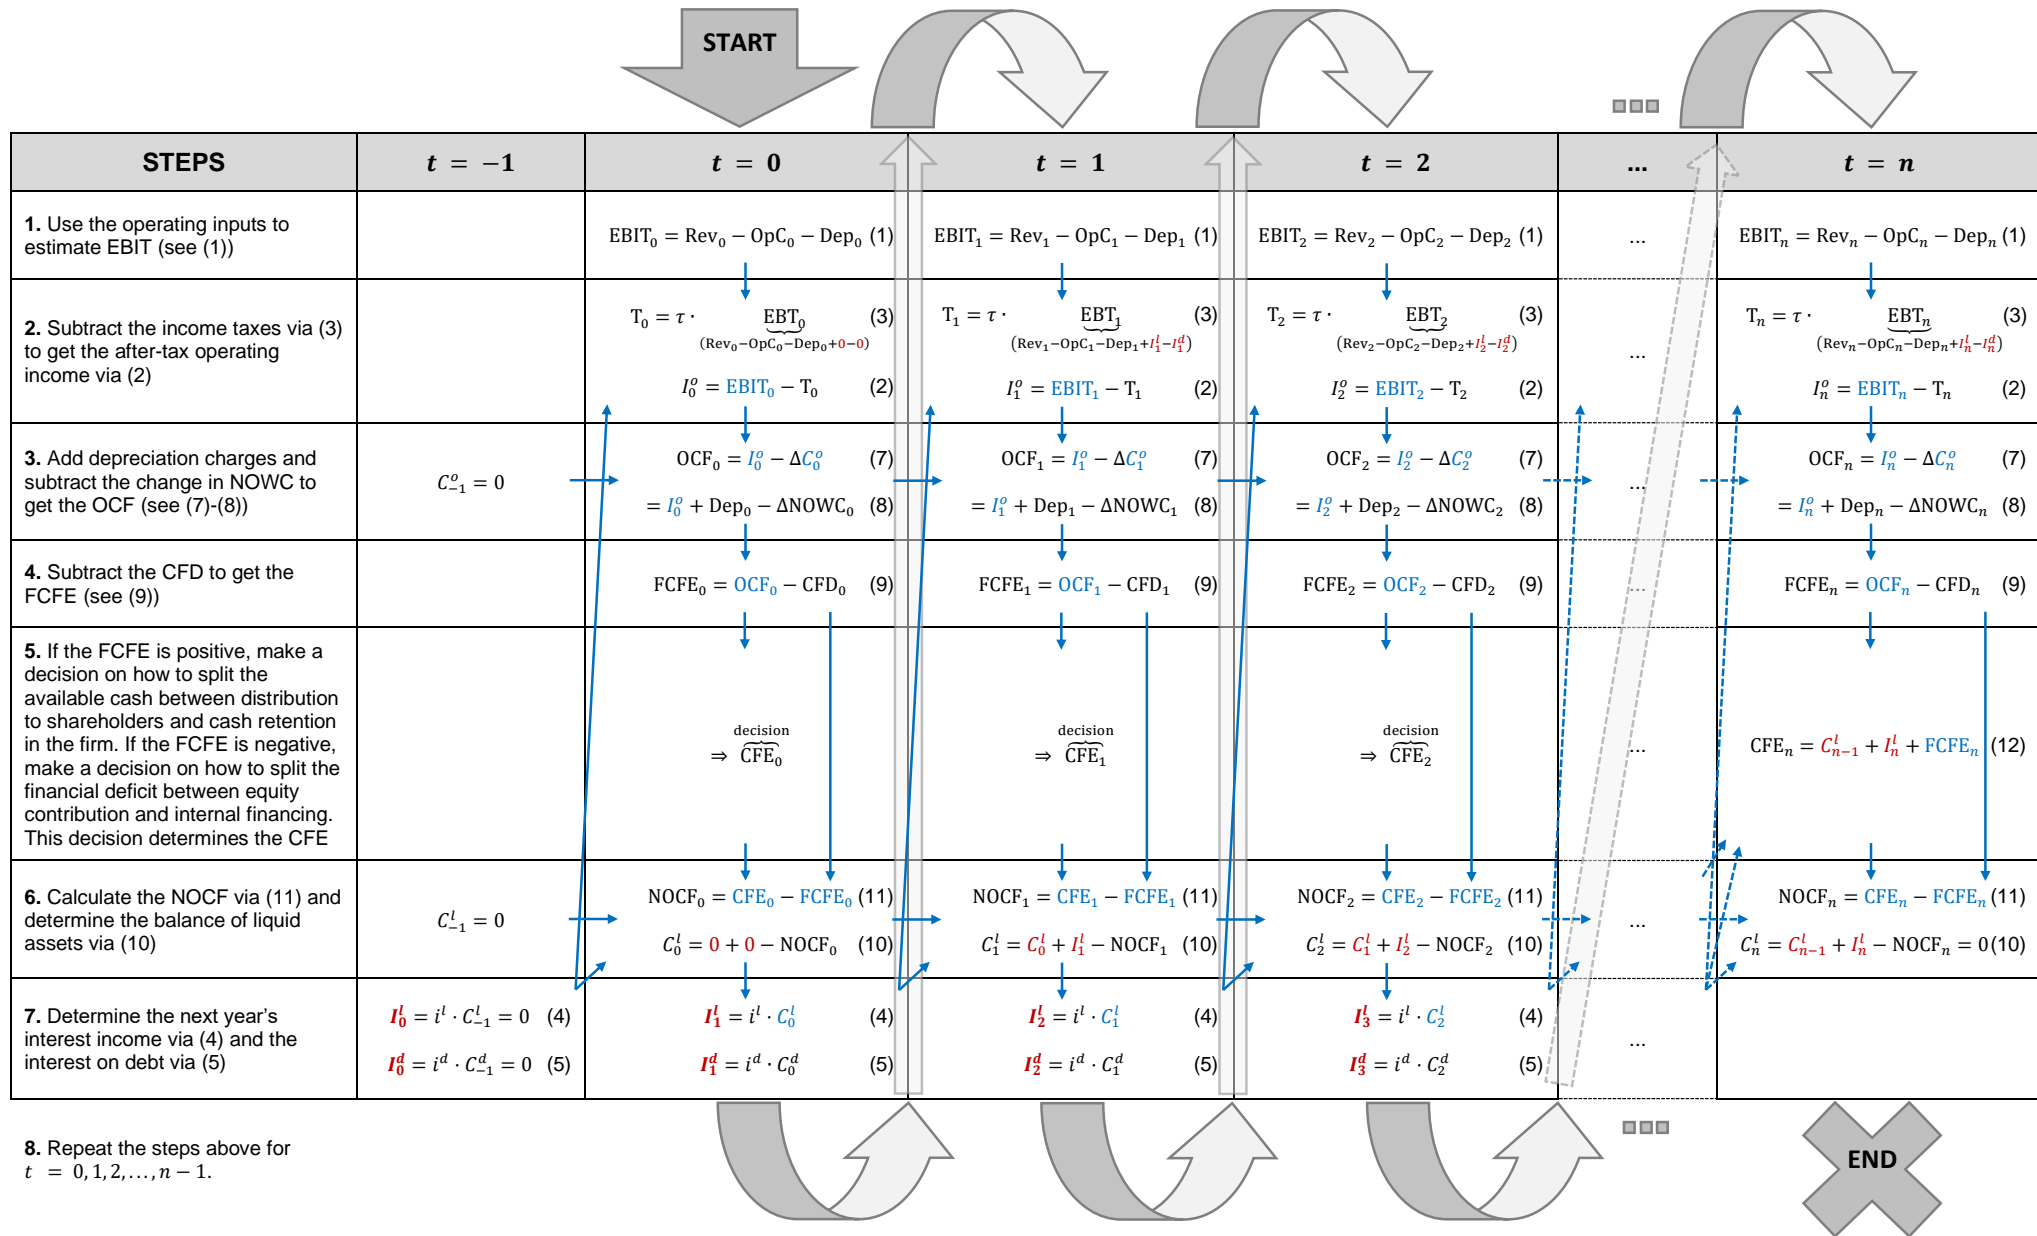 START
STEPS
t = −1
t = 0
t = 1
t = 2
...
t = n
1. Use the operating inputs to
estimate EBIT (see (1))
EBIT₀ = Rev₀ − OpC₀ − Dep₀ (1)
EBIT₁ = Rev₁ − OpC₁ − Dep₁ (1)
EBIT₂ = Rev₂ − OpC₂ − Dep₂ (1)
...
EBITₙ = Revₙ − OpCₙ − Depₙ (1)
2. Subtract the income taxes via (3)
to get the after-tax operating
income via (2)
T₀ = τ · EBT₀ (3)
(Rev₀−OpC₀−Dep₀+0−0)
I₀ᵒ = EBIT₀ − T₀ (2)
T₁ = τ · EBT₁ (3)
(Rev₁−OpC₁−Dep₁+I₁ˡ−I₁ᵈ)
I₁ᵒ = EBIT₁ − T₁ (2)
T₂ = τ · EBT₂ (3)
(Rev₂−OpC₂−Dep₂+I₂ˡ−I₂ᵈ)
I₂ᵒ = EBIT₂ − T₂ (2)
...
Tₙ = τ · EBTₙ (3)
(Revₙ−OpCₙ−Depₙ+Iₙˡ−Iₙᵈ)
Iₙᵒ = EBITₙ − Tₙ (2)
3. Add depreciation charges and
subtract the change in NOWC to
get the OCF (see (7)-(8))
C₋₁ᵒ = 0
OCF₀ = I₀ᵒ − ΔC₀ᵒ (7)
= I₀ᵒ + Dep₀ − ΔNOWC₀ (8)
OCF₁ = I₁ᵒ − ΔC₁ᵒ (7)
= I₁ᵒ + Dep₁ − ΔNOWC₁ (8)
OCF₂ = I₂ᵒ − ΔC₂ᵒ (7)
= I₂ᵒ + Dep₂ − ΔNOWC₂ (8)
...
OCFₙ = Iₙᵒ − ΔCₙᵒ (7)
= Iₙᵒ + Depₙ − ΔNOWCₙ (8)
4. Subtract the CFD to get the
FCFE (see (9))
FCFE₀ = OCF₀ − CFD₀ (9)
FCFE₁ = OCF₁ − CFD₁ (9)
FCFE₂ = OCF₂ − CFD₂ (9)
...
FCFEₙ = OCFₙ − CFDₙ (9)
5. If the FCFE is positive, make a
decision on how to split the
available cash between distribution
to shareholders and cash retention
in the firm. If the FCFE is negative,
make a decision on how to split the
financial deficit between equity
contribution and internal financing.
This decision determines the CFE
decision
⇒ CFE₀
decision
⇒ CFE₁
decision
⇒ CFE₂
...
CFEₙ = Cₙ₋₁ˡ + Iₙˡ + FCFEₙ (12)
6. Calculate the NOCF via (11) and
determine the balance of liquid
assets via (10)
C₋₁ˡ = 0
NOCF₀ = CFE₀ − FCFE₀ (11)
C₀ˡ = 0 + 0 − NOCF₀ (10)
NOCF₁ = CFE₁ − FCFE₁ (11)
C₁ˡ = C₀ˡ + I₁ˡ − NOCF₁ (10)
NOCF₂ = CFE₂ − FCFE₂ (11)
C₂ˡ = C₁ˡ + I₂ˡ − NOCF₂ (10)
...
NOCFₙ = CFEₙ − FCFEₙ (11)
Cₙˡ = Cₙ₋₁ˡ + Iₙˡ − NOCFₙ = 0 (10)
7. Determine the next year's
interest income via (4) and the
interest on debt via (5)
I₀ˡ = iˡ · C₋₁ˡ = 0 (4)
I₀ᵈ = iᵈ · C₋₁ᵈ = 0 (5)
I₁ˡ = iˡ · C₀ˡ (4)
I₁ᵈ = iᵈ · C₀ᵈ (5)
I₂ˡ = iˡ · C₁ˡ (4)
I₂ᵈ = iᵈ · C₁ᵈ (5)
I₃ˡ = iˡ · C₂ˡ (4)
I₃ᵈ = iᵈ · C₂ᵈ (5)
...
8. Repeat the steps above for
t = 0, 1, 2, . . . , n − 1.
END